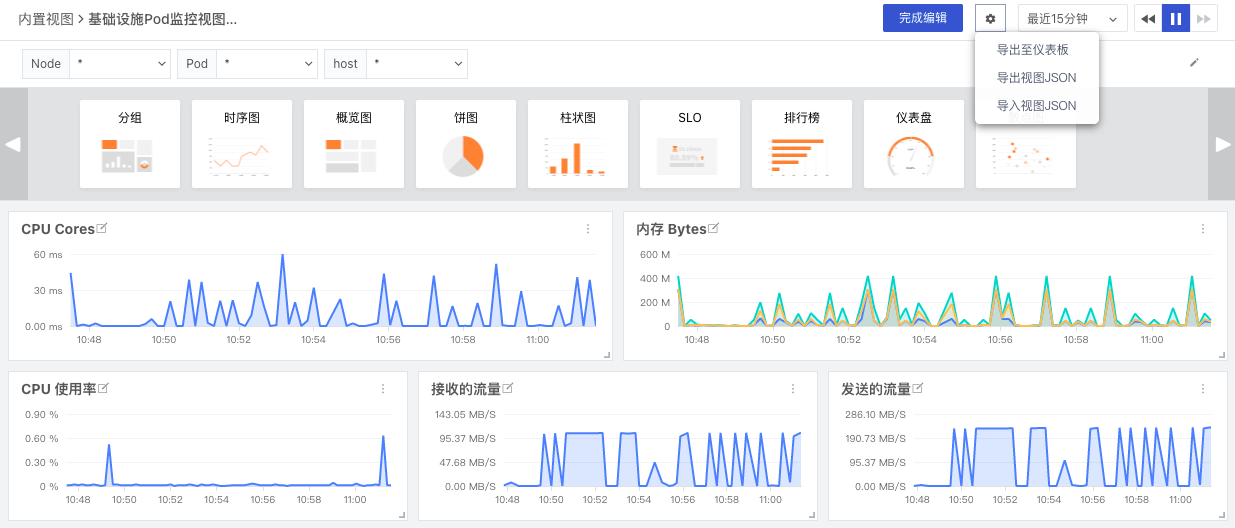 内置视图 > 基础设施Pod监控视图...
完成编辑
最近15分钟
导出至仪表板
导出视图JSON
导入视图JSON
Node * Pod * host *
分组 时序图 概览图 饼图 柱状图 SLO 排行榜 仪表盘
CPU Cores
60 ms
30 ms
0.00 ms
10:48 10:50 10:52 10:54 10:56 10:58 11:00
内存 Bytes
600 M
400 M
200 M
0
10:48 10:50 10:52 10:54 10:56 10:58 11:00
CPU 使用率
0.90 %
0.60 %
0.30 %
0 %
10:48 10:50 10:52 10:54 10:56 10:58 11:00
接收的流量
143.05 MB/S
95.37 MB/S
47.68 MB/S
0.00 MB/S
10:48 10:50 10:52 10:54 10:56 10:58 11:00
发送的流量
286.10 MB/S
190.73 MB/S
95.37 MB/S
0.00 MB/S
10:48 10:50 10:52 10:54 10:56 10:58 11:00